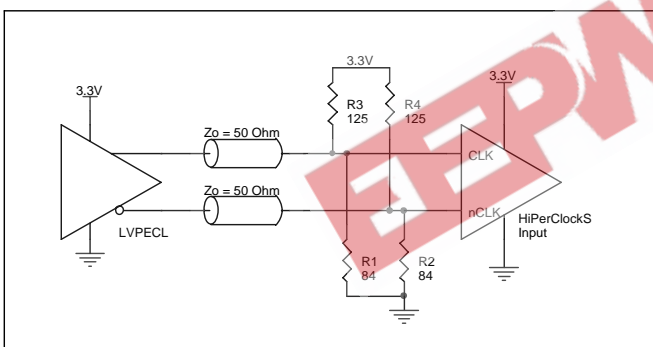 3.3V
3.3V
3.3V
R3
125
R4
125
Zo = 50 Ohm
CLK
Zo = 50 Ohm
nCLK
HiPerClockS
Input
LVPECL
R1
84
R2
84
EEPW